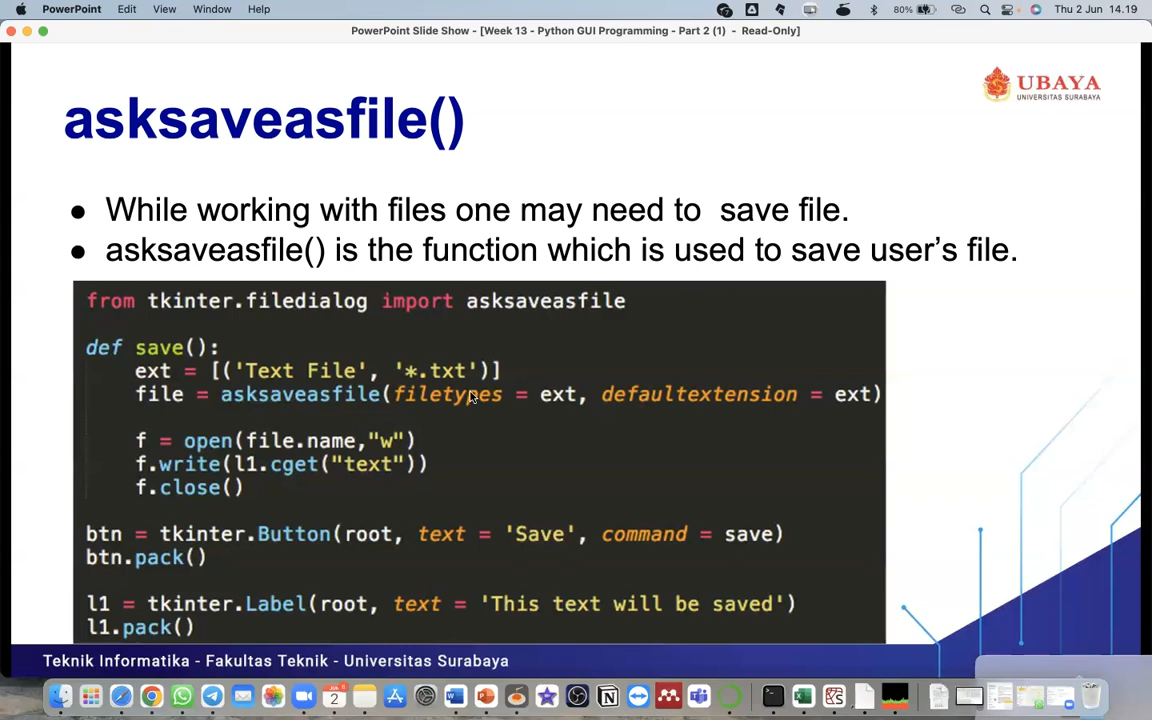 PowerPoint Edit View Window Help 80% Thu 2 Jun 14.19
PowerPoint Slide Show - [Week 13 - Python GUI Programming - Part 2 (1) - Read-Only]
UBAYA
UNIVERSITAS SURABAYA
asksaveasfile()
● While working with files one may need to save file.
● asksaveasfile() is the function which is used to save user’s file.
from tkinter.filedialog import asksaveasfile
def save():
ext = [('Text File', '*.txt')]
file = asksaveasfile(filetypes = ext, defaultextension = ext)
f = open(file.name,"w")
f.write(l1.cget("text"))
f.close()
btn = tkinter.Button(root, text = 'Save', command = save)
btn.pack()
l1 = tkinter.Label(root, text = 'This text will be saved')
l1.pack()
Teknik Informatika - Fakultas Teknik - Universitas Surabaya